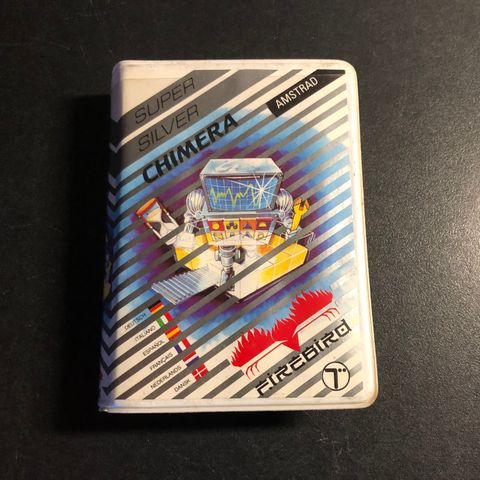 SUPER
SILVER
CHIMERA
AMSTRAD
DEUTSCH
ITALIANO
ESPAÑOL
FRANÇAIS
NEDERLANDS
DANSK
FIREBIRD